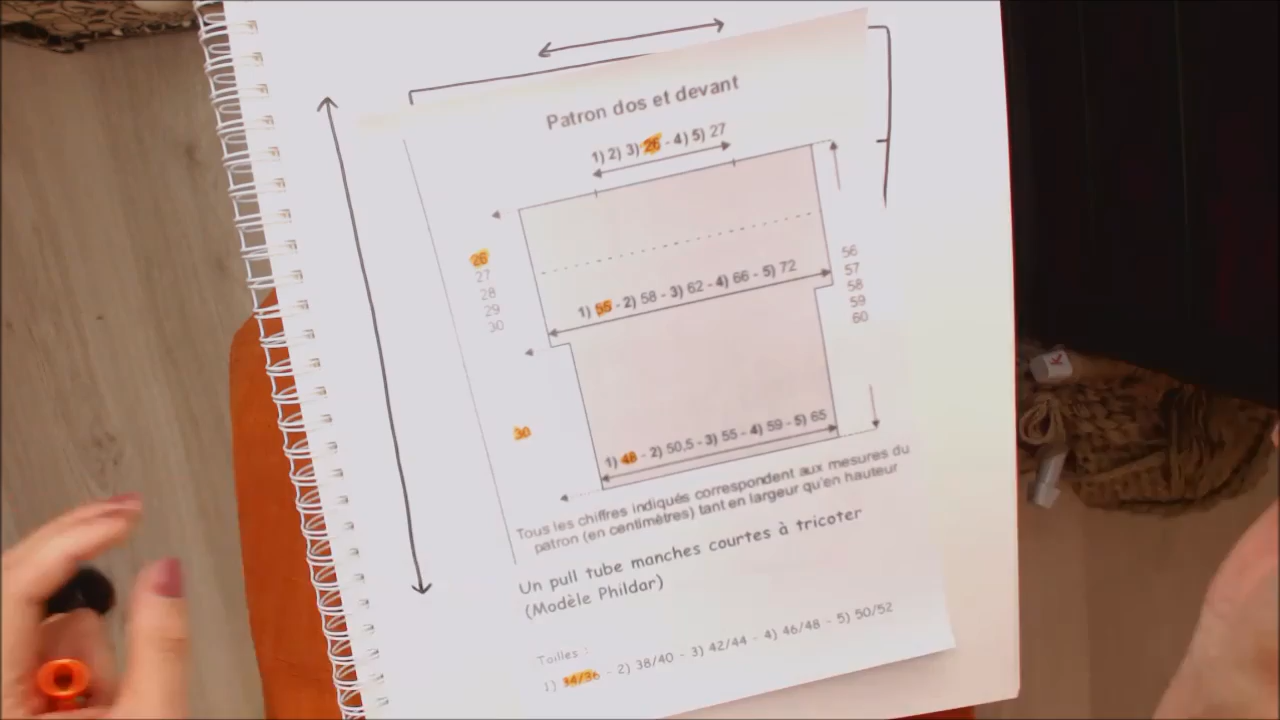 Patron dos et devant
1) 2) 3) 26 - 4) 5) 27
26
27
28
29
30
1) 55 - 2) 58 - 3) 62 - 4) 66 - 5) 72
56
57
58
59
60
30
1) 48 - 2) 50,5 - 3) 55 - 4) 59 - 5) 65
Tous les chiffres indiqués correspondent aux mesures du
patron (en centimètres) tant en largeur qu'en hauteur
Un pull tube manches courtes à tricoter
(Modèle Phildar)
Tailles :
1) 34/36 - 2) 38/40 - 3) 42/44 - 4) 46/48 - 5) 50/52
K